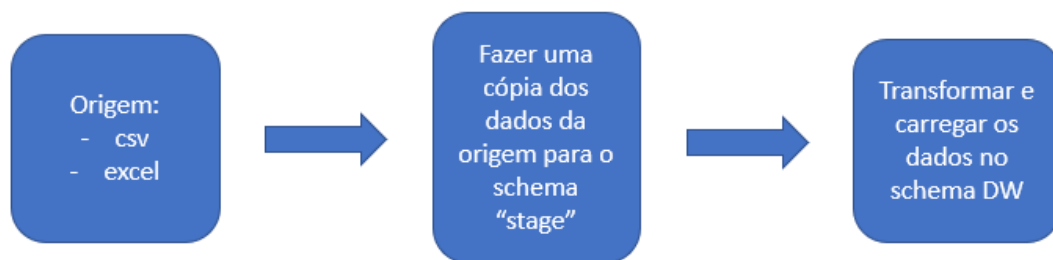 Origem:
- csv
- excel
Fazer uma
cópia dos
dados da
origem para o
schema
“stage”
Transformar e
carregar os
dados no
schema DW